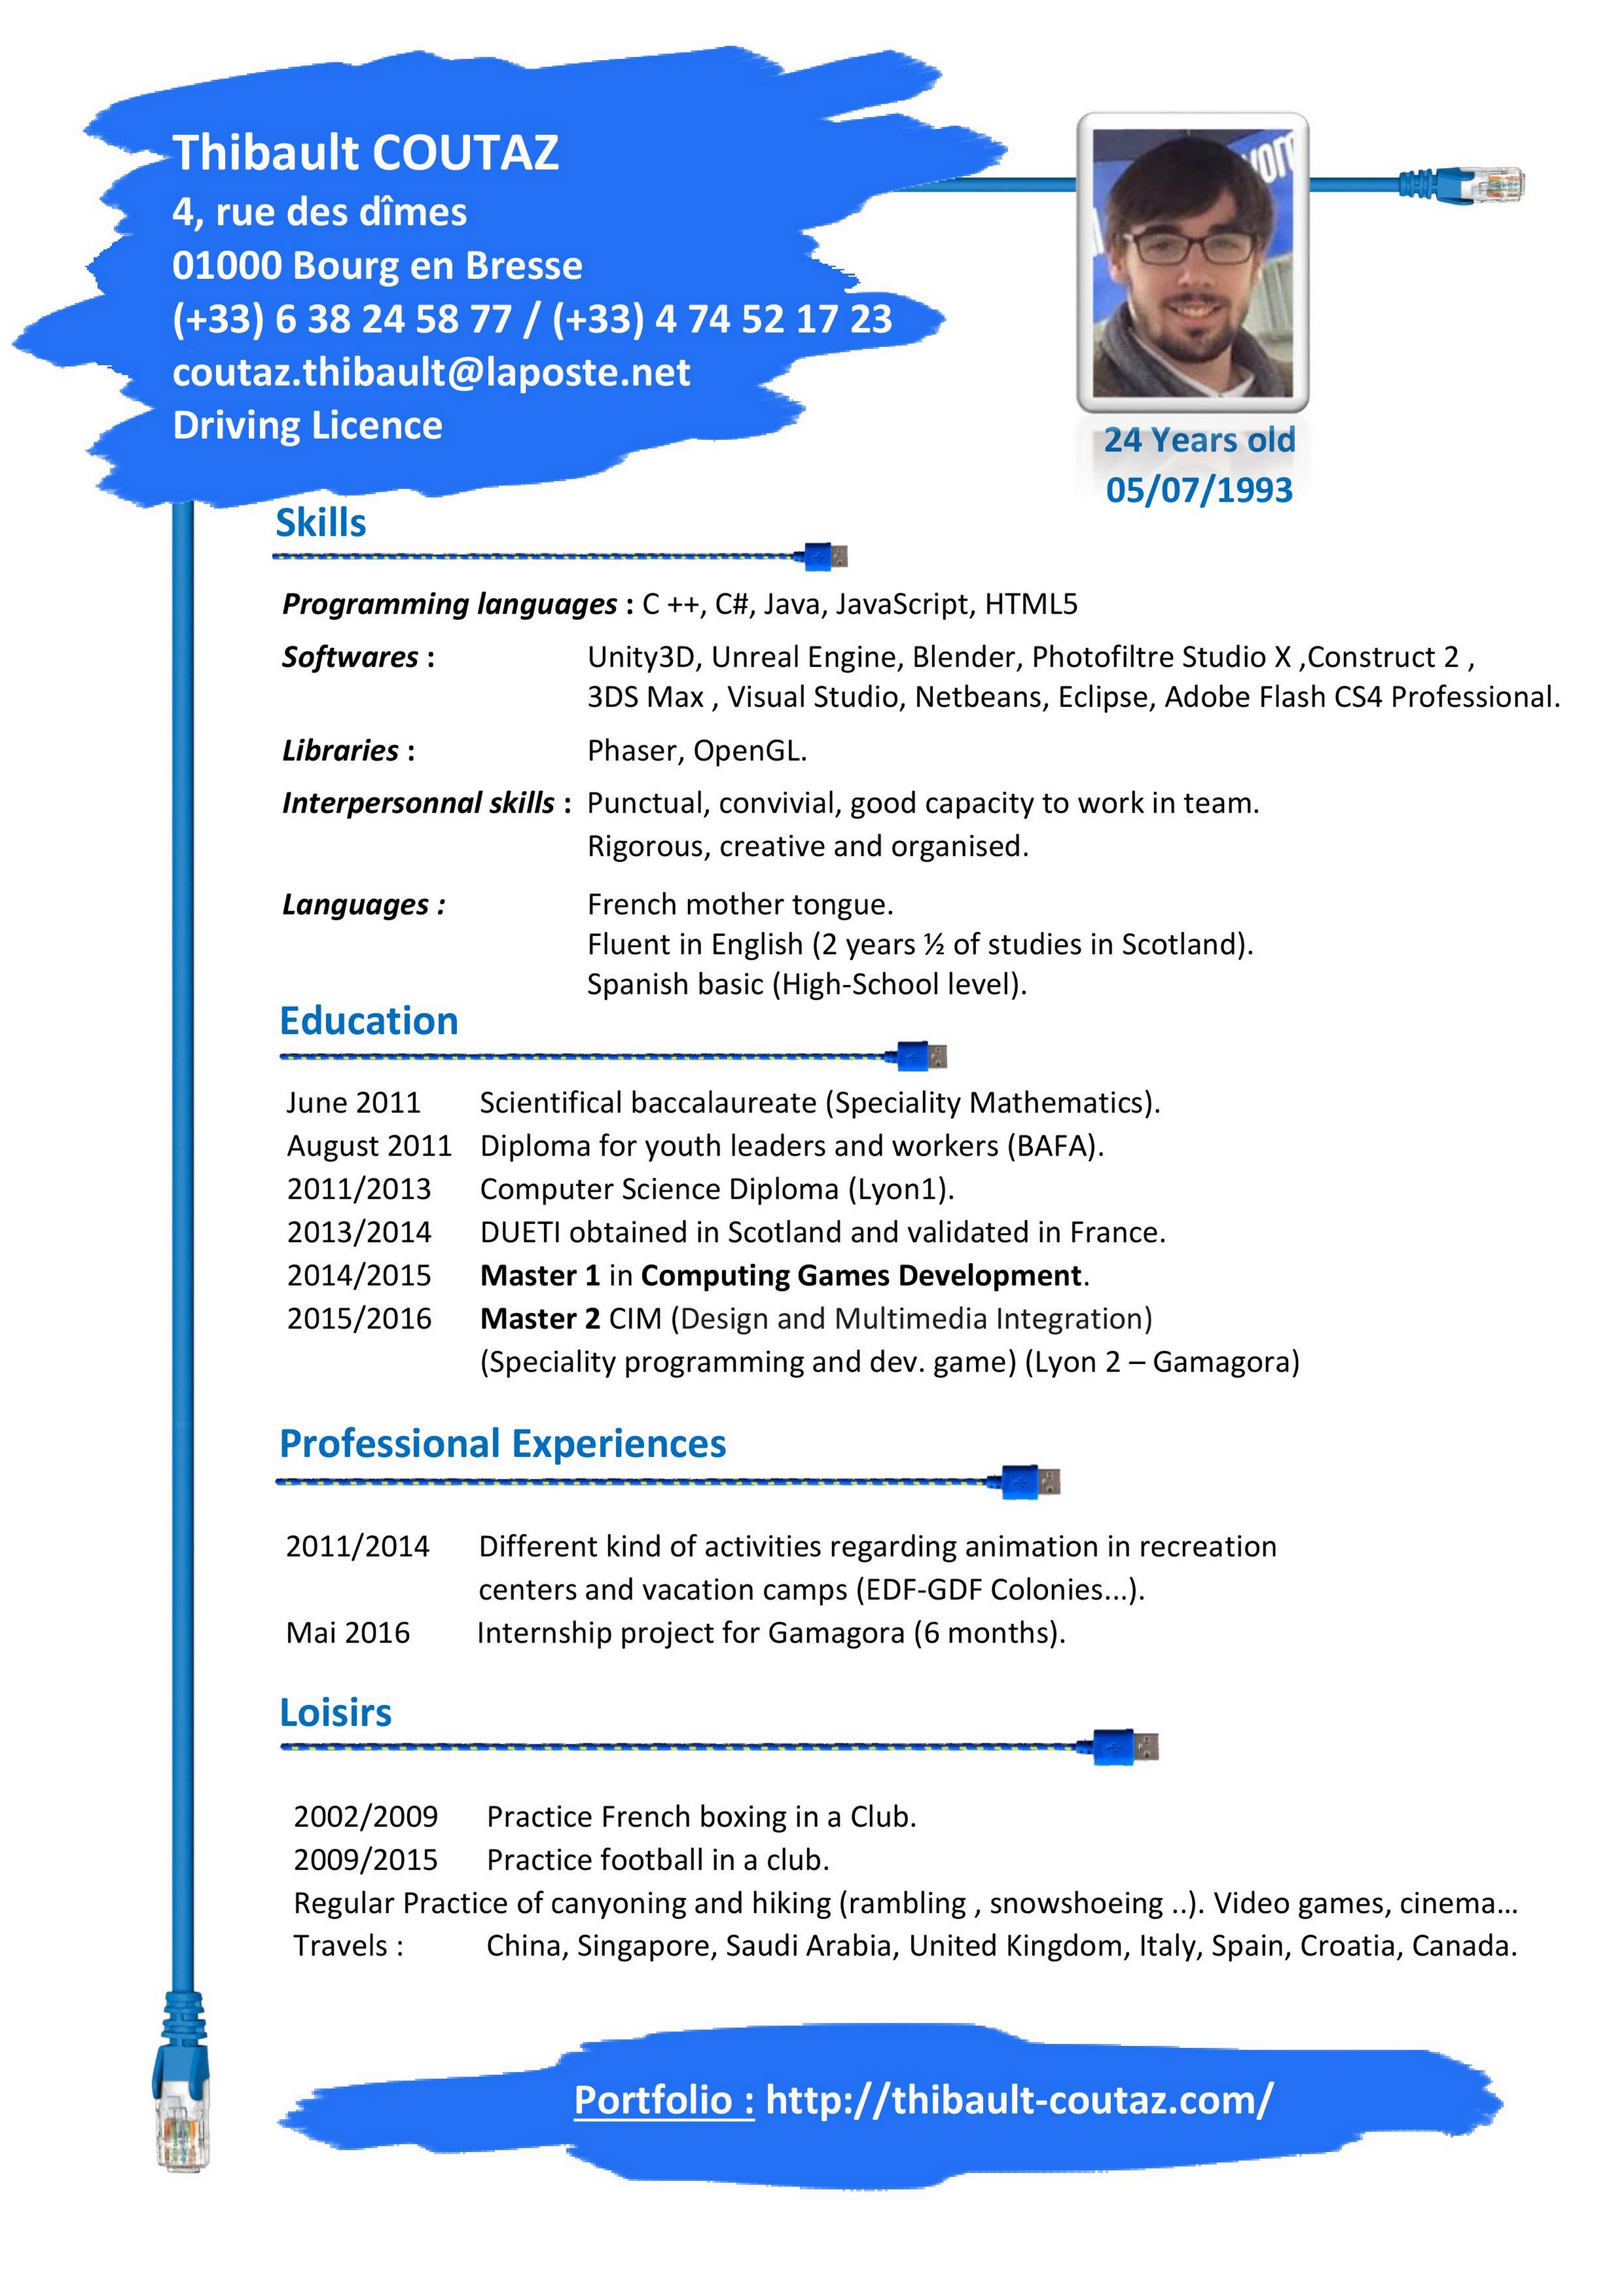 Thibault COUTAZ
4, rue des dîmes
01000 Bourg en Bresse
(+33) 6 38 24 58 77 / (+33) 4 74 52 17 23
coutaz.thibault@laposte.net
Driving Licence
24 Years old
05/07/1993
Skills
Programming languages : C ++, C#, Java, JavaScript, HTML5
Softwares : Unity3D, Unreal Engine, Blender, Photofiltre Studio X ,Construct 2 ,
3DS Max , Visual Studio, Netbeans, Eclipse, Adobe Flash CS4 Professional.
Libraries : Phaser, OpenGL.
Interpersonnal skills : Punctual, convivial, good capacity to work in team.
Rigorous, creative and organised.
Languages : French mother tongue.
Fluent in English (2 years ½ of studies in Scotland).
Spanish basic (High-School level).
Education
June 2011 Scientifical baccalaureate (Speciality Mathematics).
August 2011 Diploma for youth leaders and workers (BAFA).
2011/2013 Computer Science Diploma (Lyon1).
2013/2014 DUETI obtained in Scotland and validated in France.
2014/2015 Master 1 in Computing Games Development.
2015/2016 Master 2 CIM (Design and Multimedia Integration)
(Speciality programming and dev. game) (Lyon 2 – Gamagora)
Professional Experiences
2011/2014 Different kind of activities regarding animation in recreation
centers and vacation camps (EDF-GDF Colonies...).
Mai 2016 Internship project for Gamagora (6 months).
Loisirs
2002/2009 Practice French boxing in a Club.
2009/2015 Practice football in a club.
Regular Practice of canyoning and hiking (rambling , snowshoeing ..). Video games, cinema…
Travels : China, Singapore, Saudi Arabia, United Kingdom, Italy, Spain, Croatia, Canada.
Portfolio : http://thibault-coutaz.com/